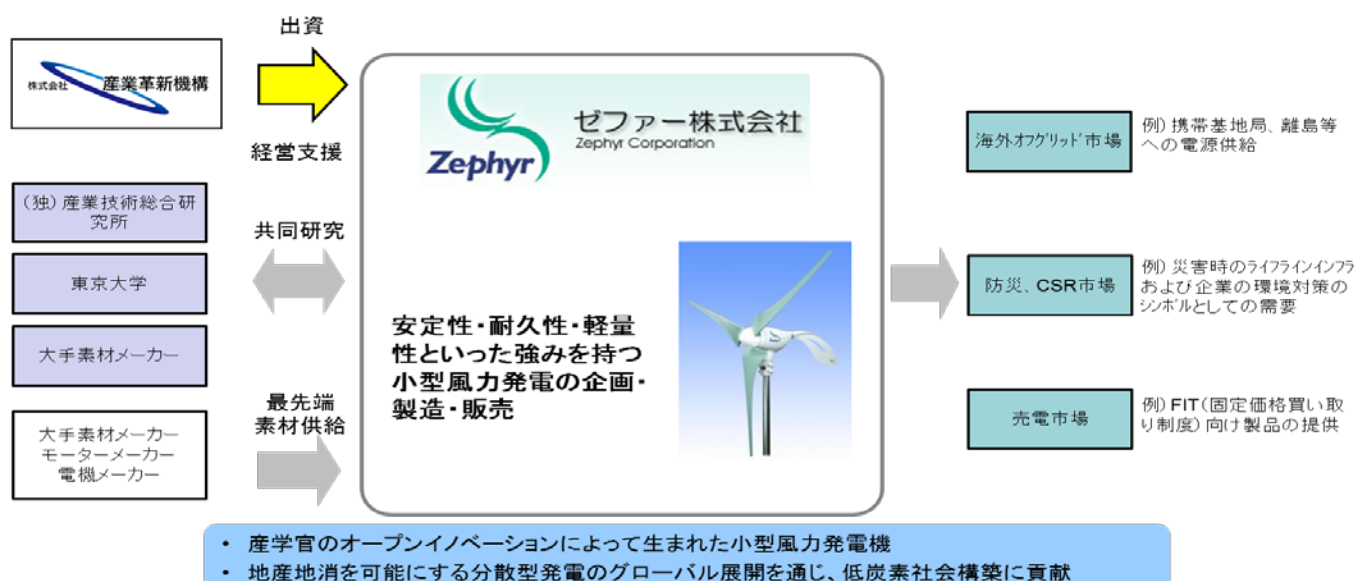 出資
株式会社 産業革新機構
経営支援
(独)産業技術総合研
究所
東京大学
大手素材メーカー
共同研究
大手素材メーカー
モーターメーカー
電機メーカー
最先端
素材供給
Zephyr
ゼファー株式会社
Zephyr Corporation
安定性・耐久性・軽量
性といった強みを持つ
小型風力発電の企画・
製造・販売
海外ｵﾌｸﾞﾘｯﾄﾞ市場
例) 携帯基地局、離島等
への電源供給
防災、CSR市場
例) 災害時のﾗｲﾌﾗｲﾝｲﾝﾌﾗ
および企業の環境対策の
ｼﾝﾎﾞﾙとしての需要
売電市場
例) FIT(固定価格買い取
り制度)向け製品の提供
• 産学官のオープンイノベーションによって生まれた小型風力発電機
• 地産地消を可能にする分散型発電のグローバル展開を通じ、低炭素社会構築に貢献